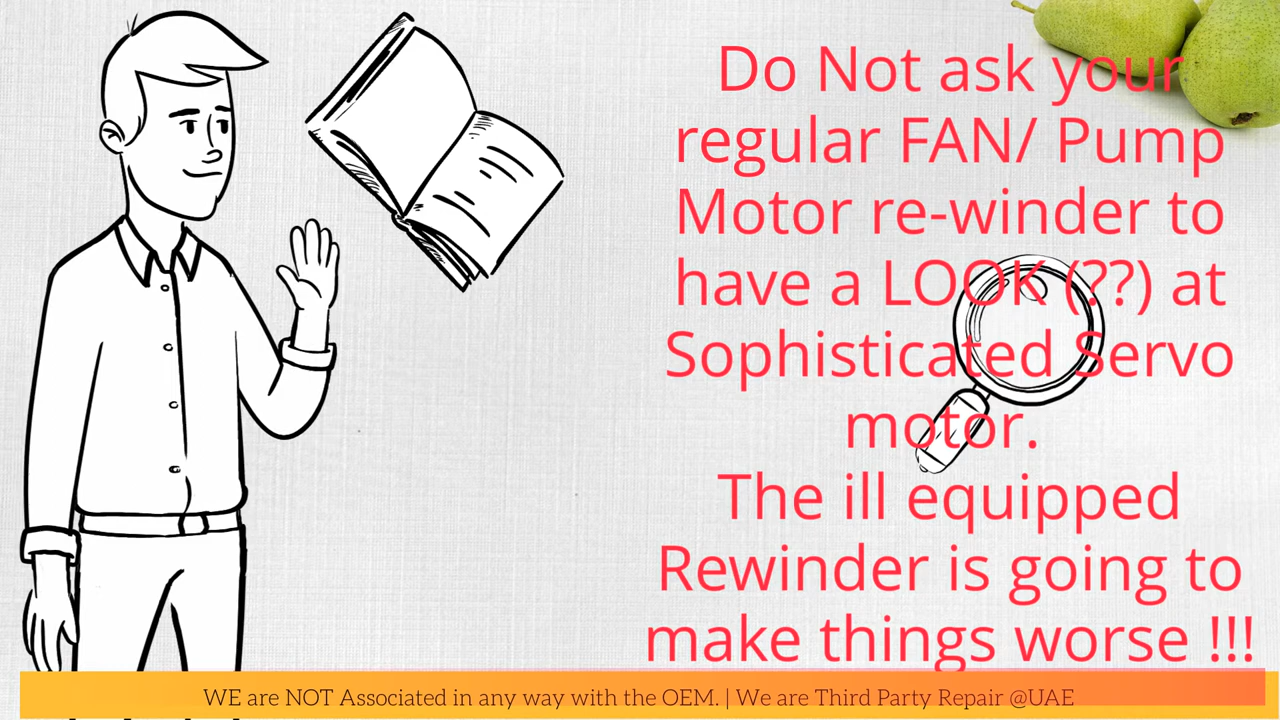 Do Not ask your
regular FAN/ Pump
Motor re-winder to
have a LOOK (??) at
Sophisticated Servo
motor.
The ill equipped
Rewinder is going to
make things worse !!!
WE are NOT Associated in any way with the OEM. | We are Third Party Repair @UAE